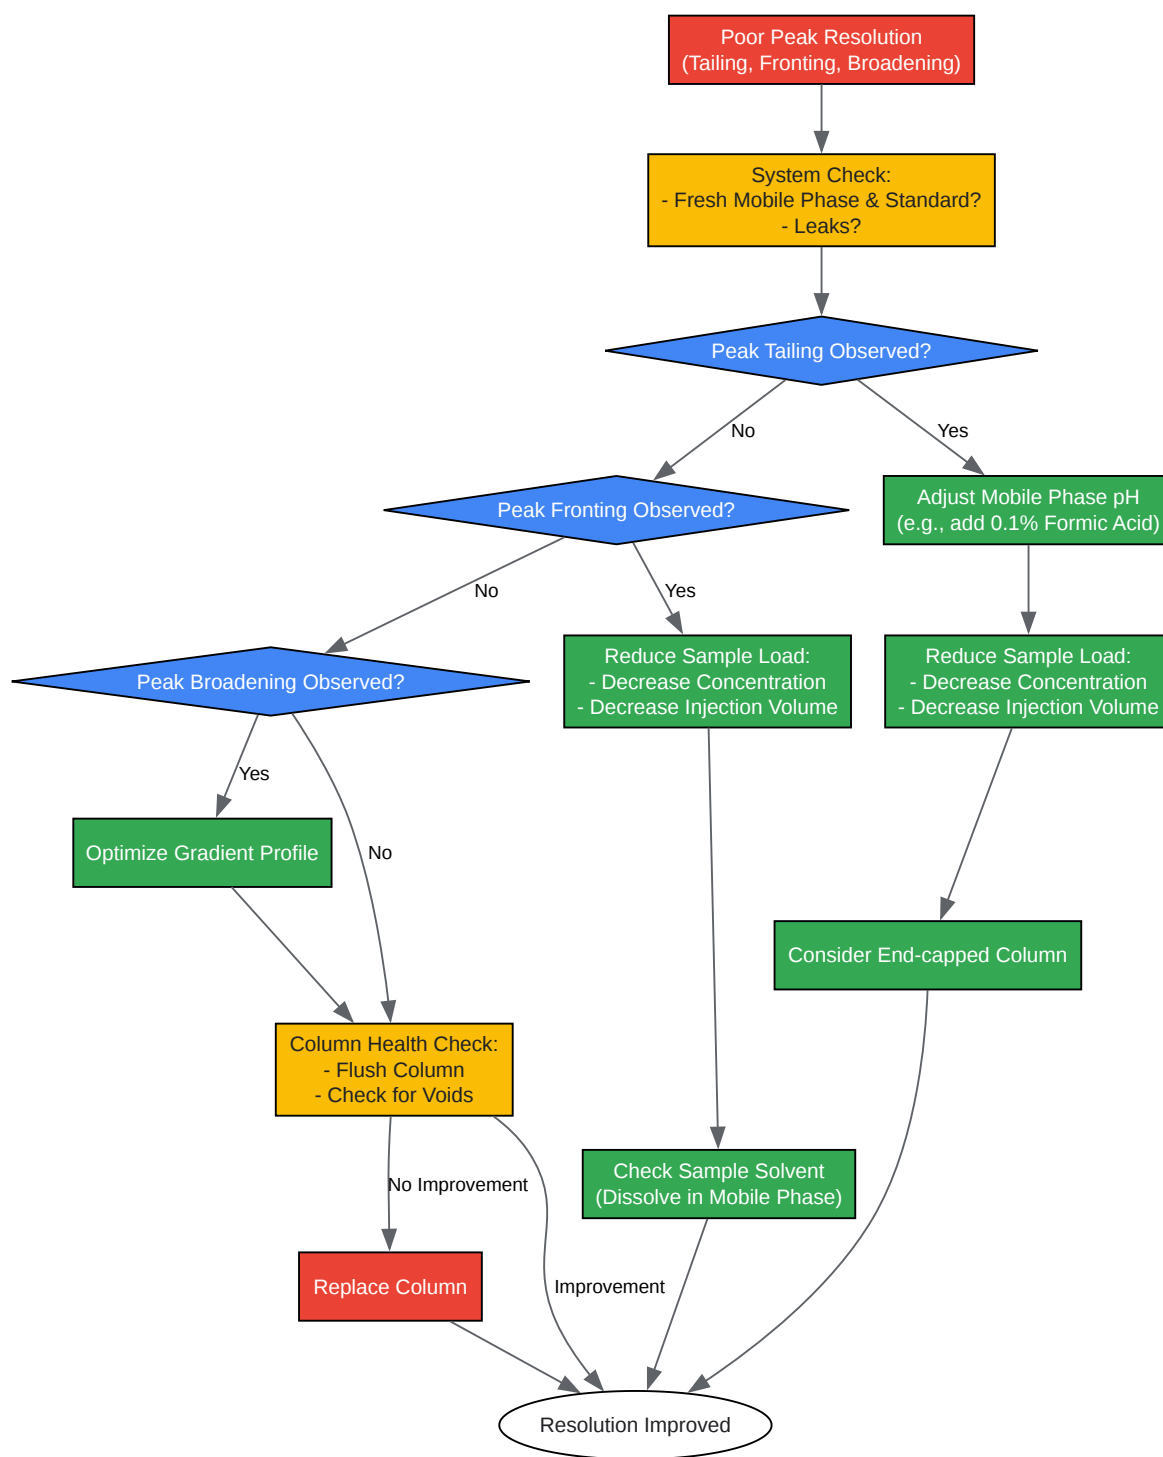 Poor Peak Resolution
(Tailing, Fronting, Broadening)
System Check:
- Fresh Mobile Phase & Standard?
- Leaks?
Peak Tailing Observed?
No
Yes
Peak Fronting Observed?
Adjust Mobile Phase pH
(e.g., add 0.1% Formic Acid)
No
Yes
Peak Broadening Observed?
Reduce Sample Load:
- Decrease Concentration
- Decrease Injection Volume
Reduce Sample Load:
- Decrease Concentration
- Decrease Injection Volume
Yes
No
Optimize Gradient Profile
Consider End-capped Column
Column Health Check:
- Flush Column
- Check for Voids
Check Sample Solvent
(Dissolve in Mobile Phase)
No Improvement
Improvement
Replace Column
Resolution Improved